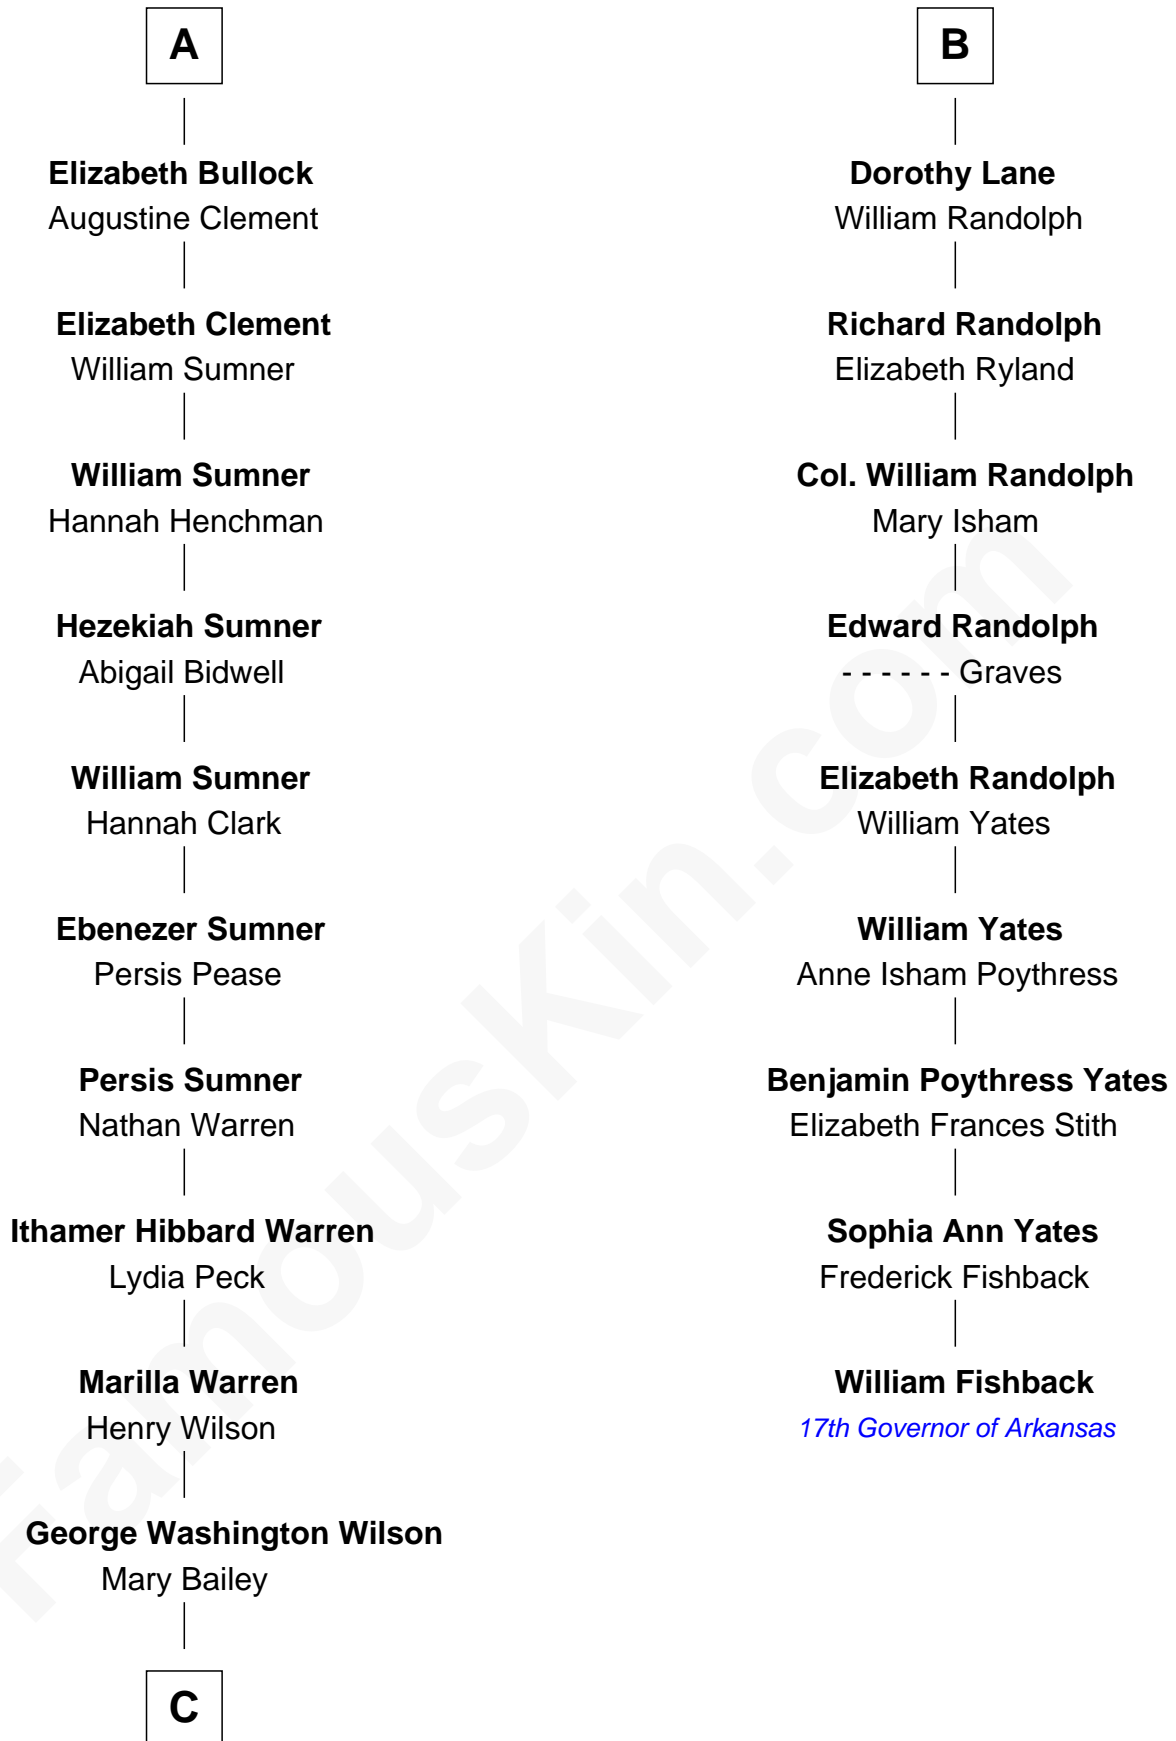 A
Elizabeth Bullock
Augustine Clement
Elizabeth Clement
William Sumner
William Sumner
Hannah Henchman
Hezekiah Sumner
Abigail Bidwell
William Sumner
Hannah Clark
Ebenezer Sumner
Persis Pease
Persis Sumner
Nathan Warren
Ithamer Hibbard Warren
Lydia Peck
Marilla Warren
Henry Wilson
George Washington Wilson
Mary Bailey
C
B
Dorothy Lane
William Randolph
Richard Randolph
Elizabeth Ryland
Col. William Randolph
Mary Isham
Edward Randolph
- - - - - - Graves
Elizabeth Randolph
William Yates
William Yates
Anne Isham Poythress
Benjamin Poythress Yates
Elizabeth Frances Stith
Sophia Ann Yates
Frederick Fishback
William Fishback
17th Governor of Arkansas
FamousKin.com